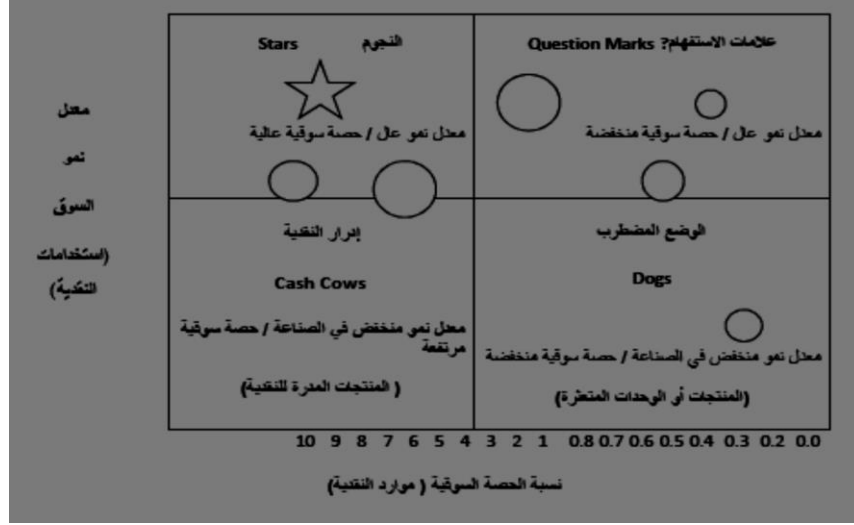 النجوم Stars
علامات الاستفهام? Question Marks
معدل نمو عال / حصة سوقية عالية
معدل نمو عال / حصة سوقية منخفضة
معدل
نمو
السوق
(استخدامات
النقدية)
إدرار النقدية
Cash Cows
معدل نمو منخفض في الصناعة / حصة سوقية
مرتفعة
( المنتجات المدرة للنقدية)
الوضع المضطرب
Dogs
معدل نمو منخفض في الصناعة / حصة سوقية منخفضة
(المنتجات أو الوحدات المتعثرة)
10 9 8 7 6 5 4 3 2 1 0.8 0.7 0.6 0.5 0.4 0.3 0.2 0.0
نسبة الحصة السوقية ( موارد النقدية)